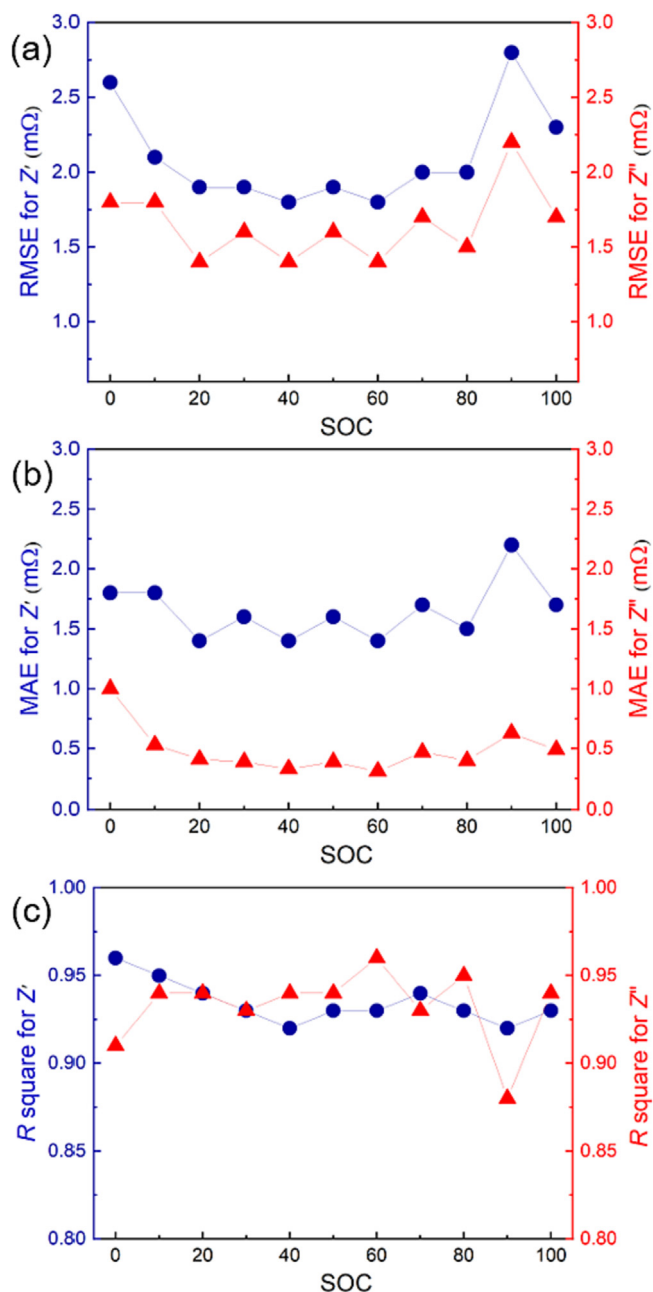 (a)
3.0
2.5
2.0
1.5
1.0
RMSE for Z' (mΩ)
3.0
2.5
2.0
1.5
1.0
RMSE for Z" (mΩ)
0 20 40 60 80 100
SOC
(b)
3.0
2.5
2.0
1.5
1.0
0.5
0.0
MAE for Z' (mΩ)
3.0
2.5
2.0
1.5
1.0
0.5
0.0
MAE for Z" (mΩ)
0 20 40 60 80 100
SOC
(c)
1.00
0.95
0.90
0.85
0.80
R square for Z'
1.00
0.95
0.90
0.85
0.80
R square for Z"
0 20 40 60 80 100
SOC